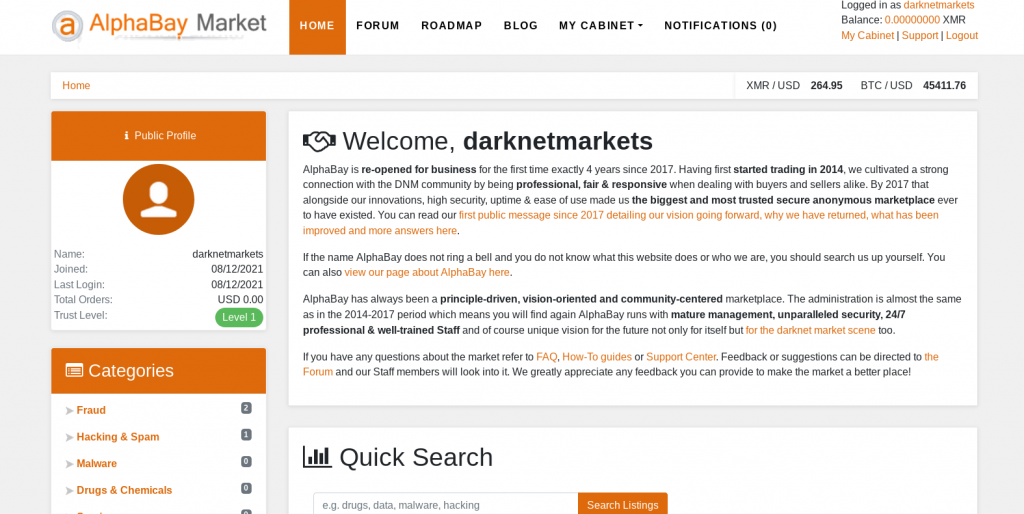 AlphaBay Market
HOME
FORUM
ROADMAP
BLOG
MY CABINET
NOTIFICATIONS (0)
Logged in as darknetmarkets
Balance: 0.00000000 XMR
My Cabinet | Support | Logout
Home
XMR / USD 264.95 BTC / USD 45411.76
Public Profile
Name: darknetmarkets
Joined: 08/12/2021
Last Login: 08/12/2021
Total Orders: USD 0.00
Trust Level: Level 1
Categories
Fraud 2
Hacking & Spam 1
Malware 0
Drugs & Chemicals 0
Welcome, darknetmarkets
AlphaBay is re-opened for business for the first time exactly 4 years since 2017. Having first started trading in 2014, we cultivated a strong
connection with the DNM community by being professional, fair & responsive when dealing with buyers and sellers alike. By 2017 that
alongside our innovations, high security, uptime & ease of use made us the biggest and most trusted secure anonymous marketplace ever
to have existed. You can read our first public message since 2017 detailing our vision going forward, why we have returned, what has been
improved and more answers here.
If the name AlphaBay does not ring a bell and you do not know what this website does or who we are, you should search us up yourself. You
can also view our page about AlphaBay here.
AlphaBay has always been a principle-driven, vision-oriented and community-centered marketplace. The administration is almost the same
as in the 2014-2017 period which means you will find again AlphaBay runs with mature management, unparalleled security, 24/7
professional & well-trained Staff and of course unique vision for the future not only for itself but for the darknet market scene too.
If you have any questions about the market refer to FAQ, How-To guides or Support Center. Feedback or suggestions can be directed to the
Forum and our Staff members will look into it. We greatly appreciate any feedback you can provide to make the market a better place!
Quick Search
e.g. drugs, data, malware, hacking
Search Listings